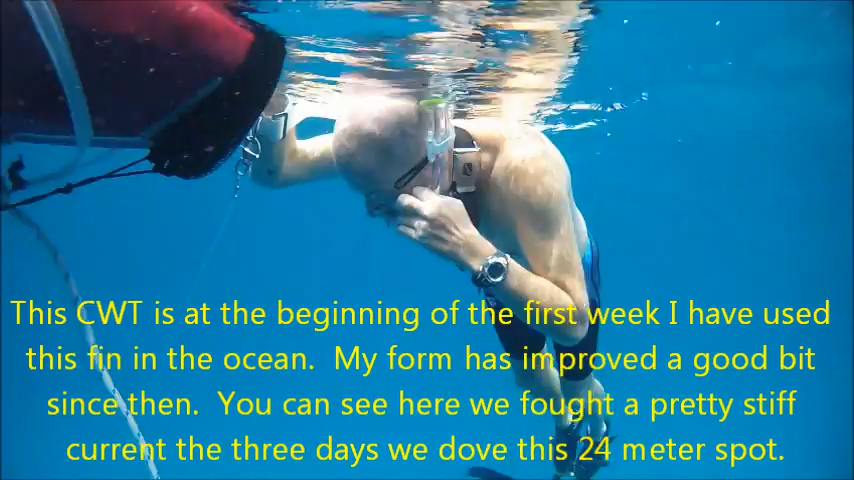 This CWT is at the beginning of the first week I have used
this fin in the ocean.  My form has improved a good bit
since then.  You can see here we fought a pretty stiff
current the three days we dove this 24 meter spot.